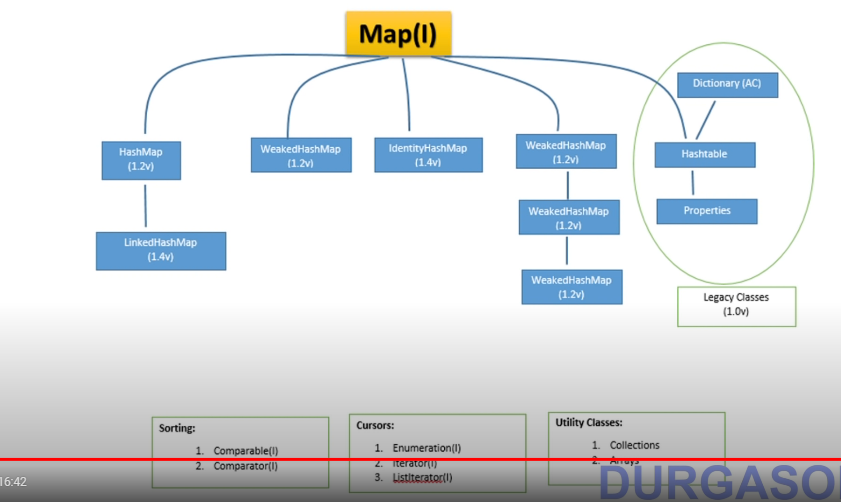 Map(I)
Dictionary (AC)
HashMap
(1.2v)
WeakedHashMap
(1.2v)
IdentityHashMap
(1.4v)
WeakedHashMap
(1.2v)
Hashtable
WeakedHashMap
(1.2v)
Properties
LinkedHashMap
(1.4v)
WeakedHashMap
(1.2v)
Legacy Classes
(1.0v)
Sorting:
1. Comparable(I)
2. Comparator(I)
Cursors:
1. Enumeration(I)
2. Iterator(I)
3. ListIterator(I)
Utility Classes:
1. Collections
2. Arrays
16:42
DURGASO